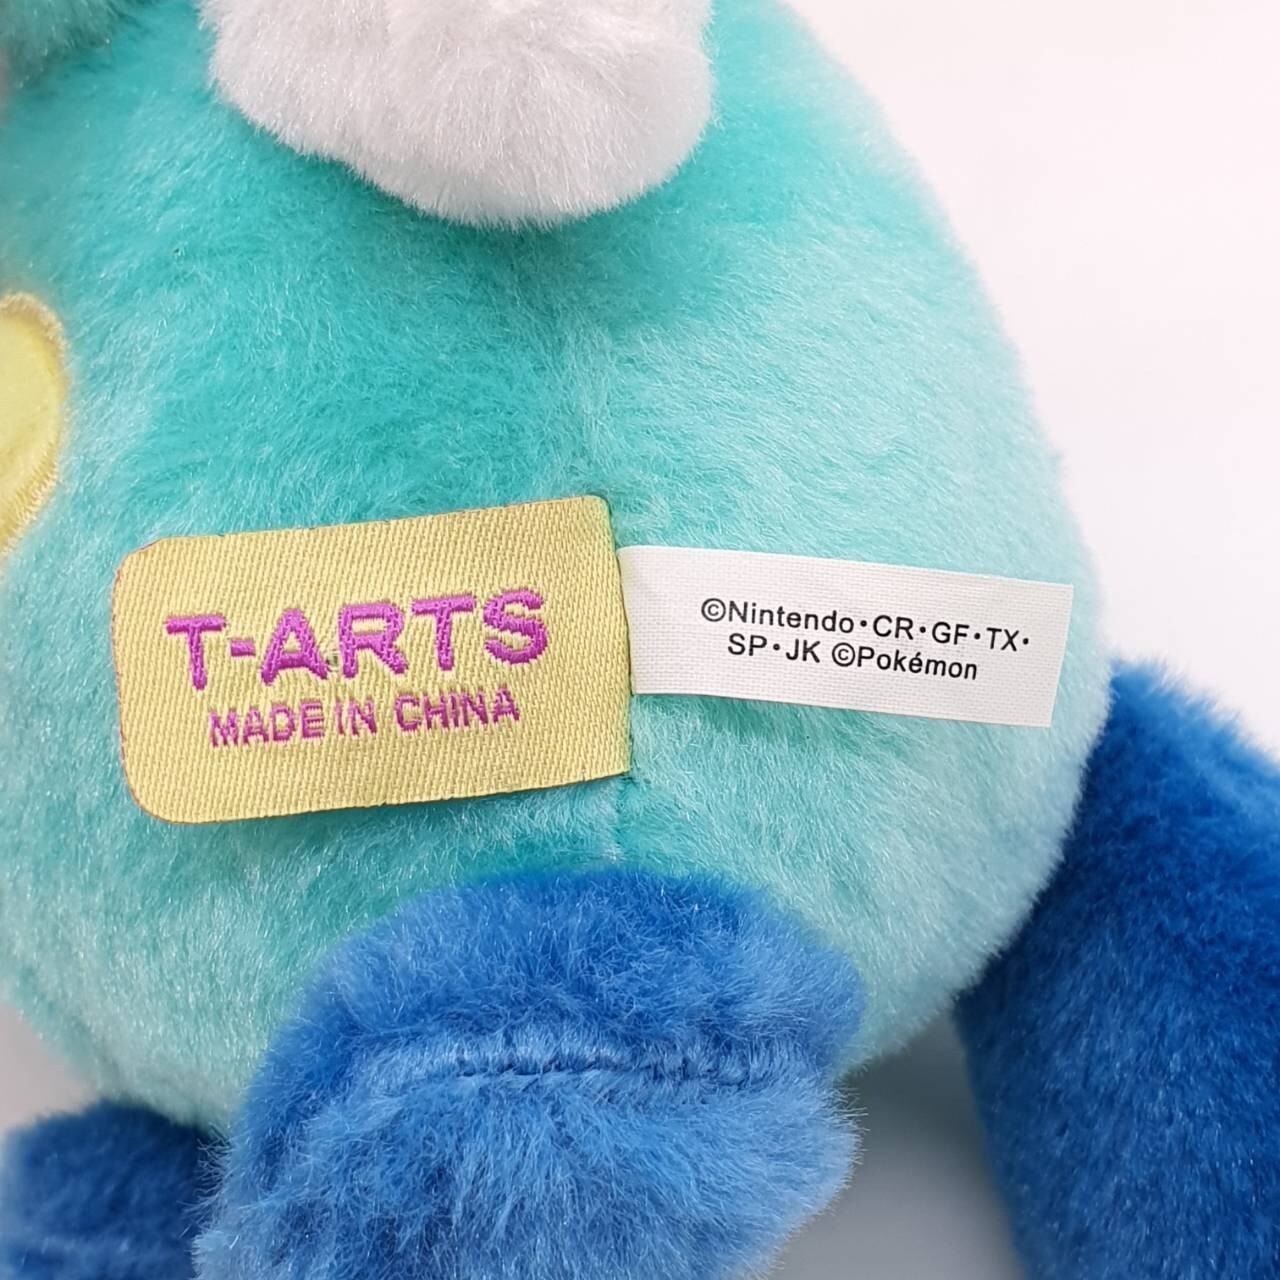 T-ARTS
MADE IN CHINA
©Nintendo・CR・GF・TX・
SP・JK ©Pokémon